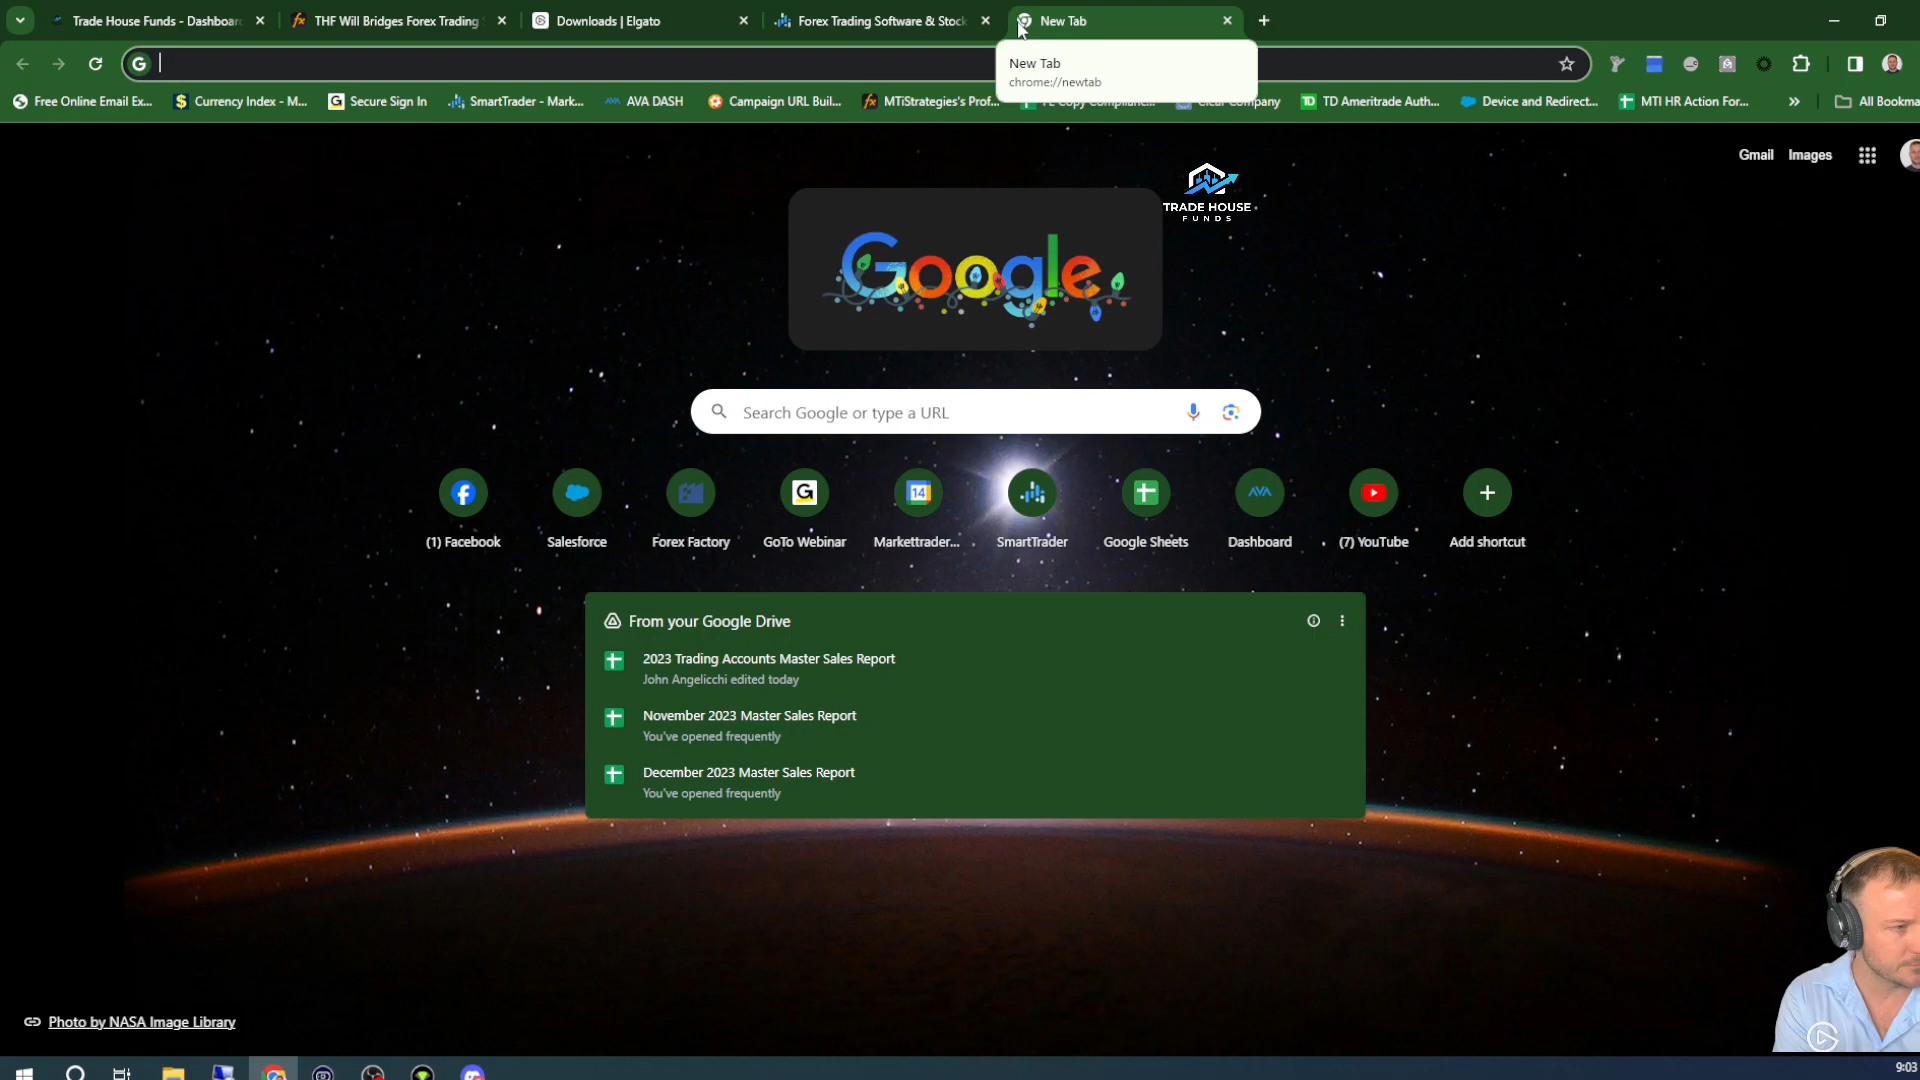 Trade House Funds - Dashboar
THF Will Bridges Forex Trading
Downloads | Elgato
Forex Trading Software & Stock
New Tab
New Tab
chrome://newtab
Free Online Email Ex...
Currency Index - M...
Secure Sign In
SmartTrader - Mark...
AVA DASH
Campaign URL Buil...
MTiStrategies's Prof...
TD Ameritrade Auth...
Device and Redirect...
MTI HR Action For...
All Bookma
Gmail
Images
TRADE HOUSE
FUNDS
Google
Search Google or type a URL
(1) Facebook
Salesforce
Forex Factory
GoTo Webinar
14
Markettrader...
SmartTrader
Google Sheets
AVA
Dashboard
(7) YouTube
Add shortcut
From your Google Drive
2023 Trading Accounts Master Sales Report
John Angelicchi edited today
November 2023 Master Sales Report
You've opened frequently
December 2023 Master Sales Report
You've opened frequently
Photo by NASA Image Library
9:03